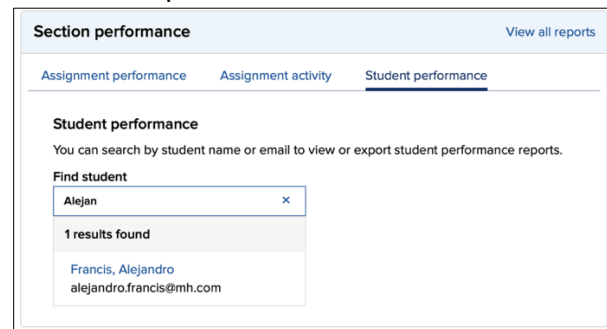 Section performance
View all reports
Assignment performance
Assignment activity
Student performance
Student performance
You can search by student name or email to view or export student performance reports.
Find student
Alejan ×
1 results found
Francis, Alejandro
alejandro.francis@mh.com